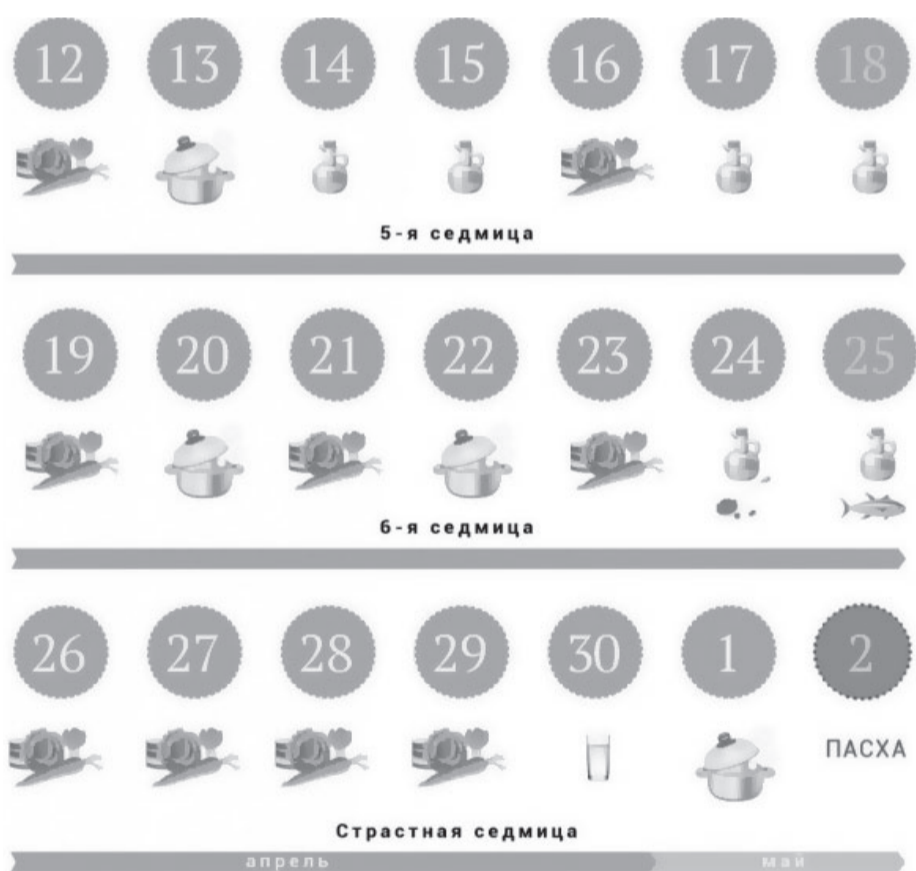 12 13 14 15 16 17 18
5-я седмица
19 20 21 22 23 24 25
6-я седмица
26 27 28 29 30 1 2
ПАСХА
Страстная седмица
апрель май